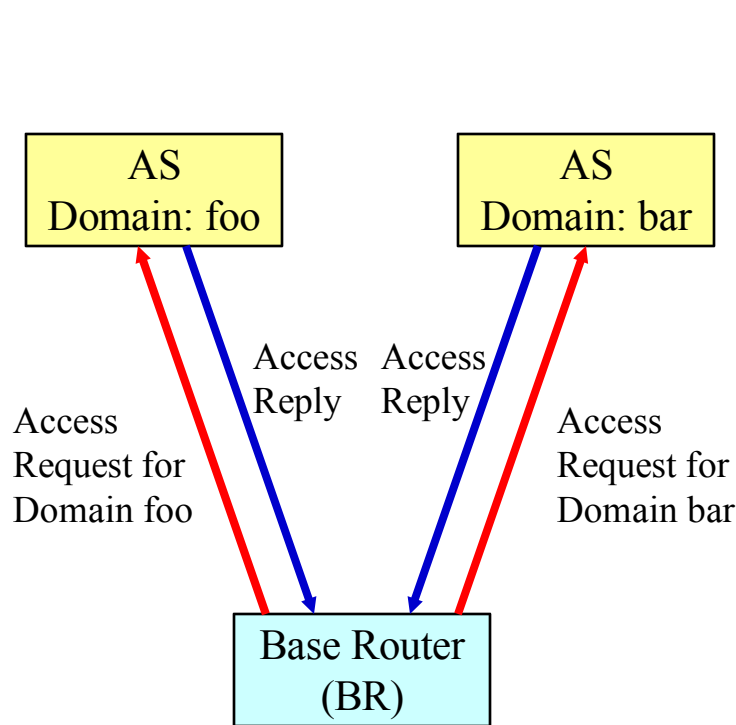 AS
Domain: foo
AS
Domain: bar
Access
Reply
Access
Reply
Access
Request for
Domain foo
Access
Request for
Domain bar
Base Router
(BR)